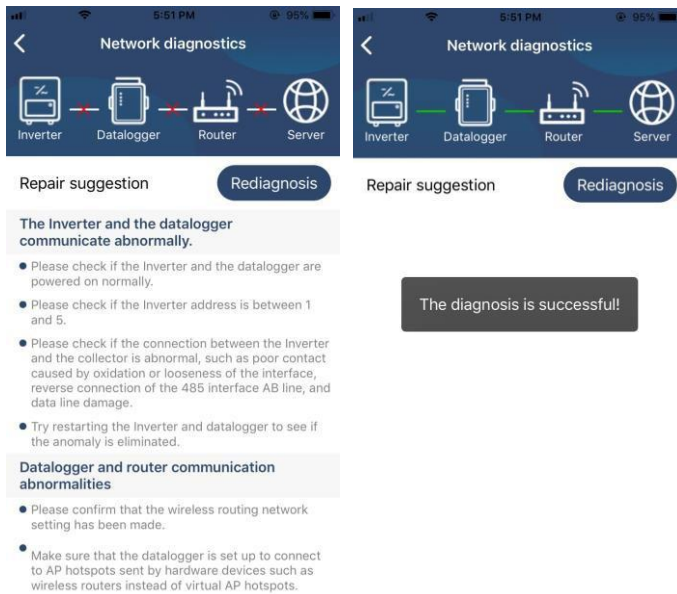 5:51 PM
95%
Network diagnostics
Inverter
Datalogger
Router
Server
Repair suggestion
Rediagnosis
The Inverter and the datalogger
communicate abnormally.
Please check if the Inverter and the datalogger are
powered on normally.
Please check if the Inverter address is between 1
and 5.
Please check if the connection between the Inverter
and the collector is abnormal, such as poor contact
caused by oxidation or looseness of the interface,
reverse connection of the 485 interface AB line, and
data line damage.
Try restarting the Inverter and datalogger to see if
the anomaly is eliminated.
Datalogger and router communication
abnormalities
Please confirm that the wireless routing network
setting has been made.
Make sure that the datalogger is set up to connect
to AP hotspots sent by hardware devices such as
wireless routers instead of virtual AP hotspots.
5:51 PM
95%
Network diagnostics
Inverter
Datalogger
Router
Server
Repair suggestion
Rediagnosis
The diagnosis is successful!